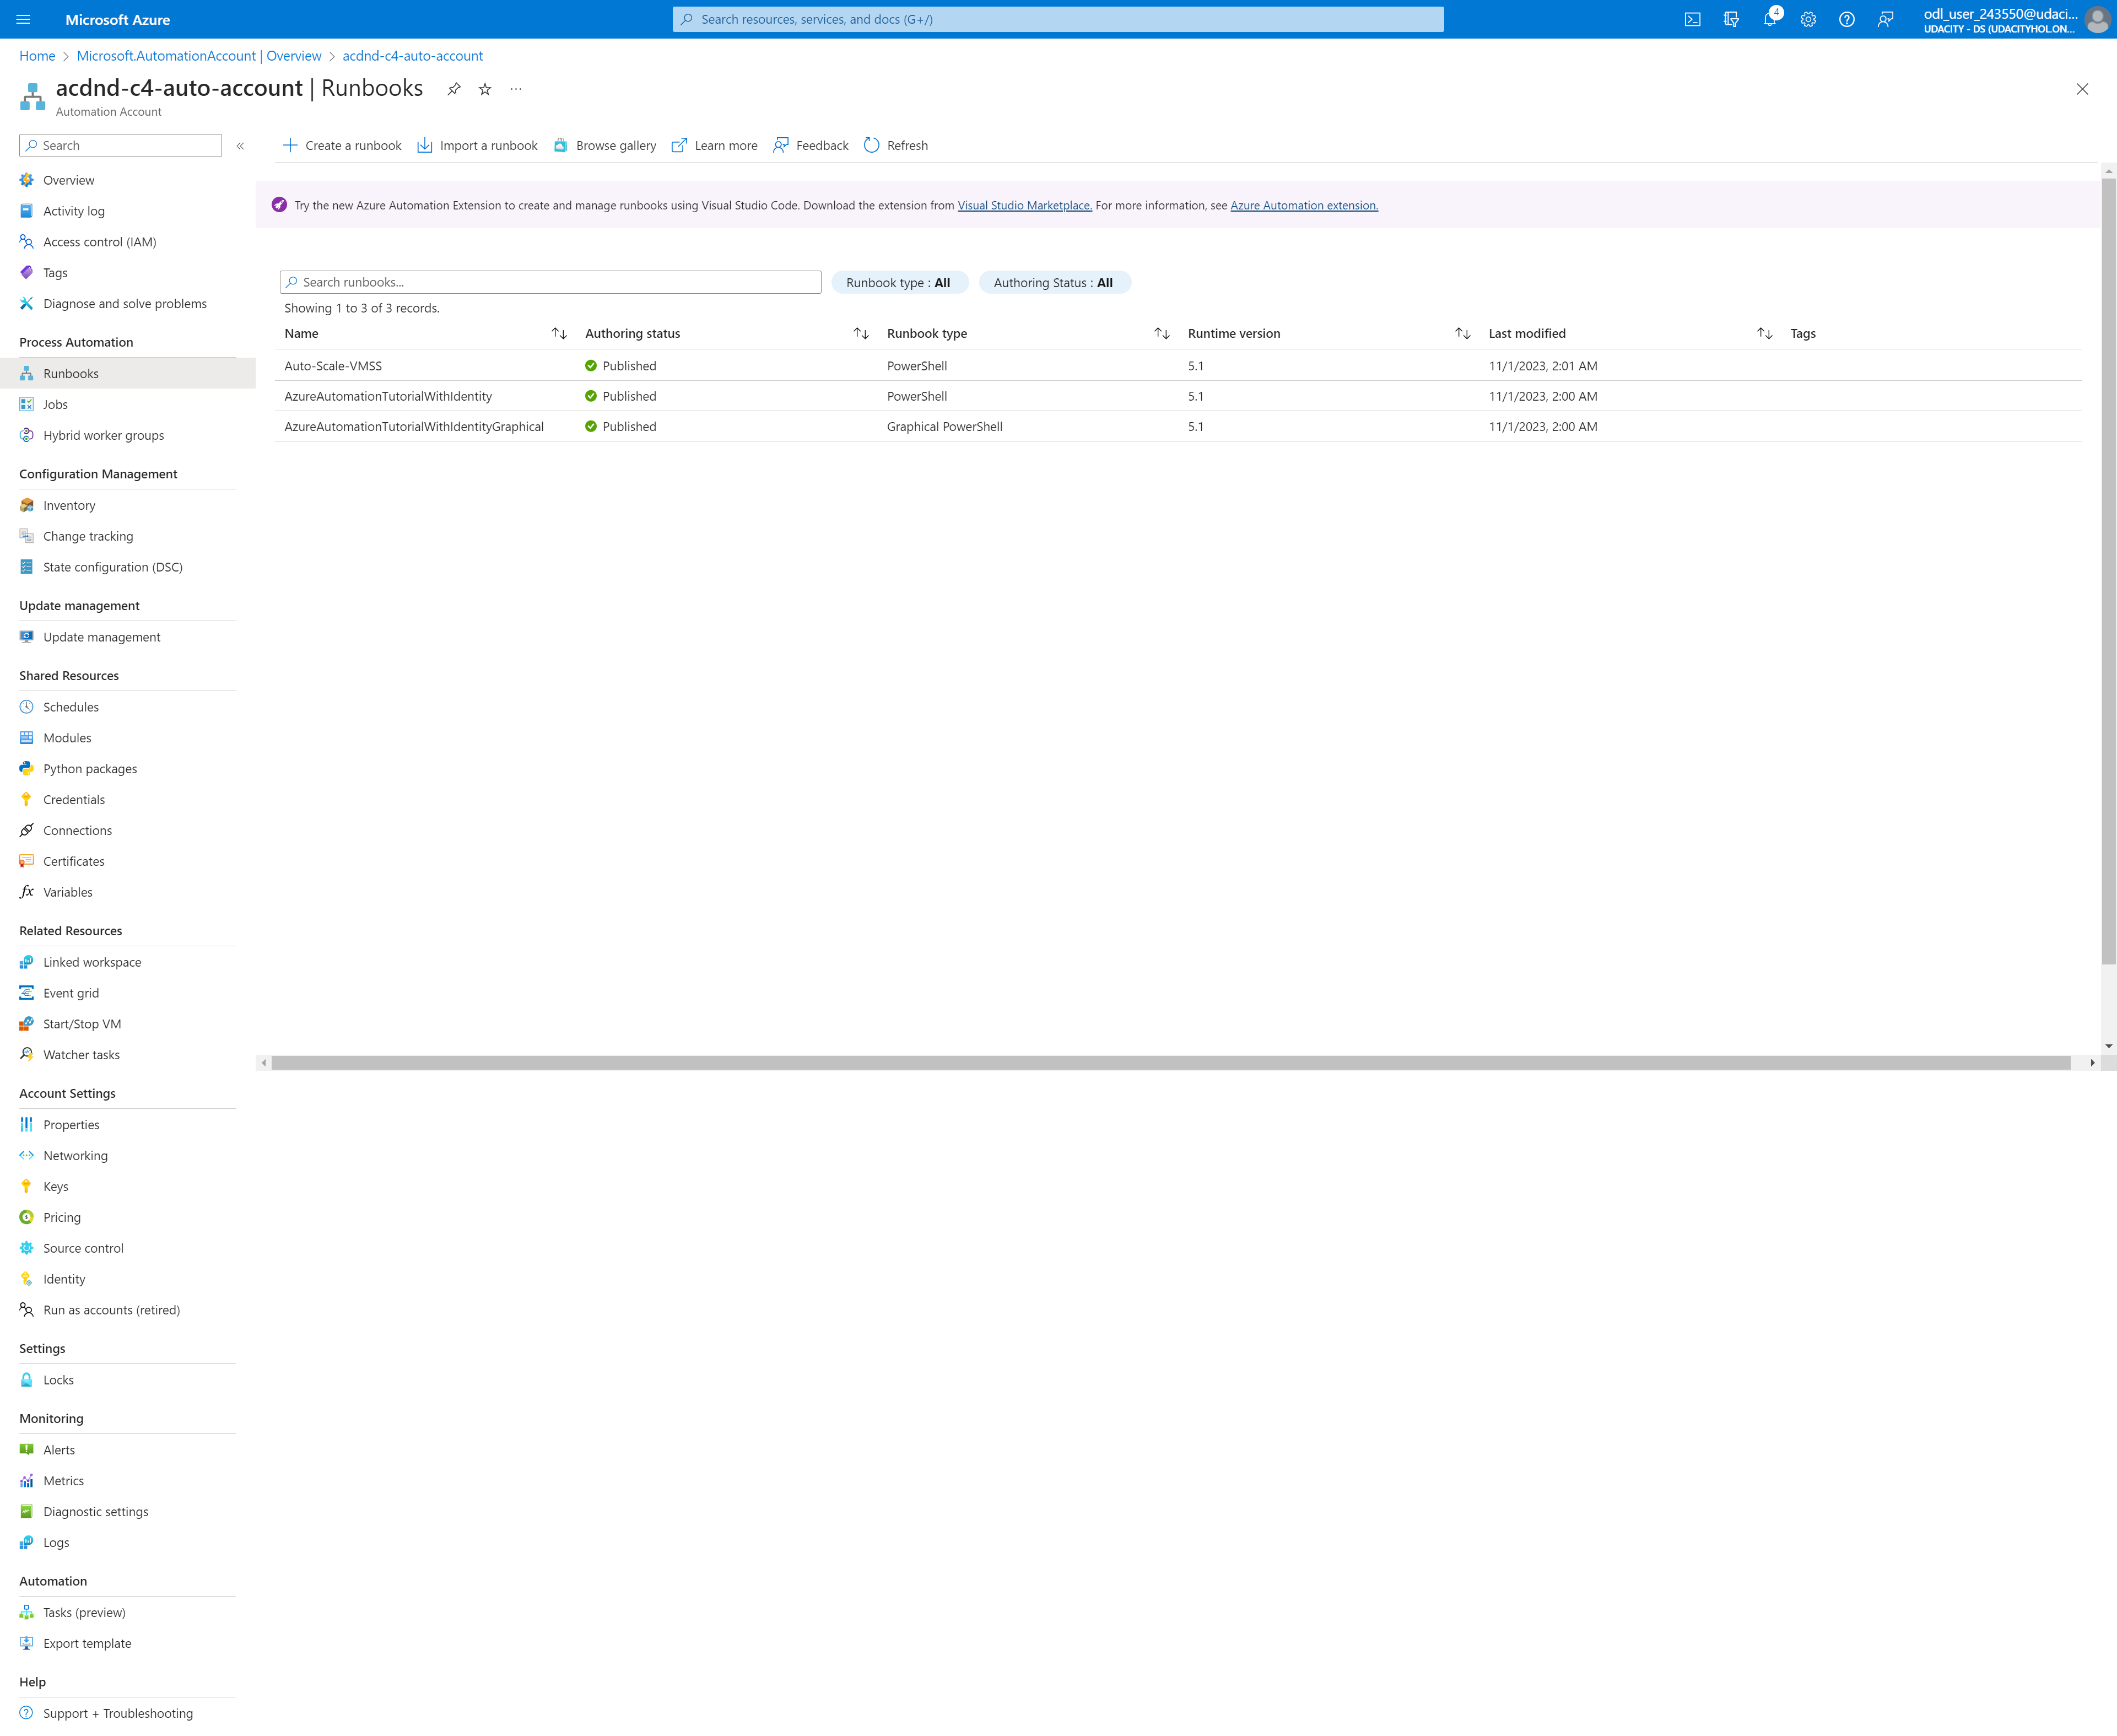 Microsoft Azure
Search resources, services, and docs (G+/)
4
odl_user_243550@udaci...
UDACITY - DS (UDACITYHOL.ON...
Home > Microsoft.AutomationAccount | Overview > acdnd-c4-auto-account
acdnd-c4-auto-account | Runbooks
Automation Account
Search
Create a runbook
Import a runbook
Browse gallery
Learn more
Feedback
Refresh
Overview
Activity log
Access control (IAM)
Tags
Diagnose and solve problems
Process Automation
Runbooks
Jobs
Hybrid worker groups
Configuration Management
Inventory
Change tracking
State configuration (DSC)
Update management
Update management
Shared Resources
Schedules
Modules
Python packages
Credentials
Connections
Certificates
Variables
Related Resources
Linked workspace
Event grid
Start/Stop VM
Watcher tasks
Account Settings
Properties
Networking
Keys
Pricing
Source control
Identity
Run as accounts (retired)
Settings
Locks
Monitoring
Alerts
Metrics
Diagnostic settings
Logs
Automation
Tasks (preview)
Export template
Help
Support + Troubleshooting
Try the new Azure Automation Extension to create and manage runbooks using Visual Studio Code. Download the extension from Visual Studio Marketplace. For more information, see Azure Automation extension.
Search runbooks...
Runbook type : All
Authoring Status : All
Showing 1 to 3 of 3 records.
Name Authoring status Runbook type Runtime version Last modified Tags
Auto-Scale-VMSS Published PowerShell 5.1 11/1/2023, 2:01 AM
AzureAutomationTutorialWithIdentity Published PowerShell 5.1 11/1/2023, 2:00 AM
AzureAutomationTutorialWithIdentityGraphical Published Graphical PowerShell 5.1 11/1/2023, 2:00 AM